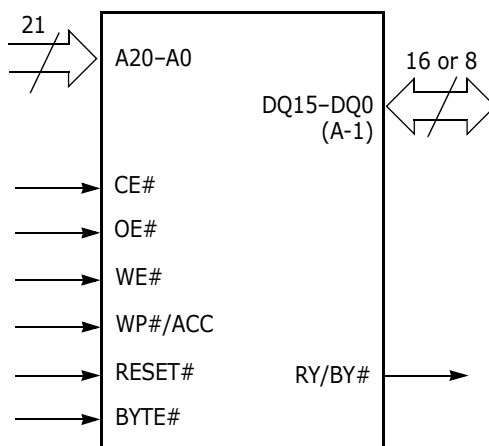 21
A20–A0
16 or 8
DQ15–DQ0
(A-1)
CE#
OE#
WE#
WP#/ACC
RESET#
RY/BY#
BYTE#